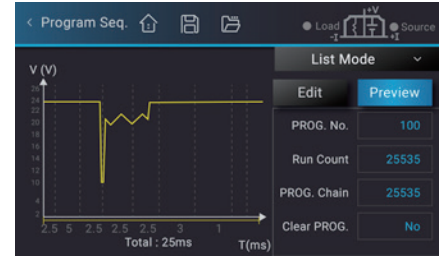 < Program Seq.
Load +V Source
-I +I
V (V)
List Mode
Edit Preview
26
24
22
20
18
16
14
12
10
4
2
PROG. No. 100
Run Count 25535
PROG. Chain 25535
Clear PROG. No
2.5 5 2.5 2.5 2.5 3 1
Total : 25ms T(ms)